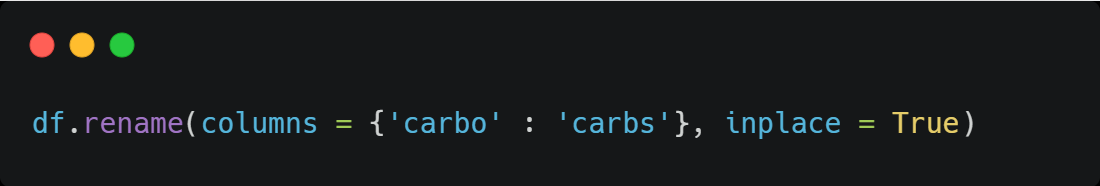 df.rename(columns = {'carbo' : 'carbs'}, inplace = True)